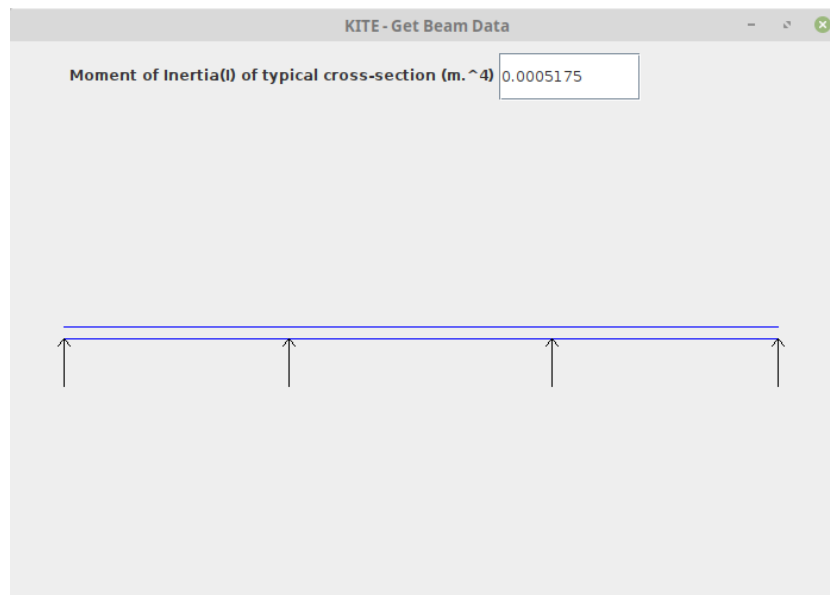 KITE - Get Beam Data
Moment of Inertia(I) of typical cross-section (m.^4) 0.0005175